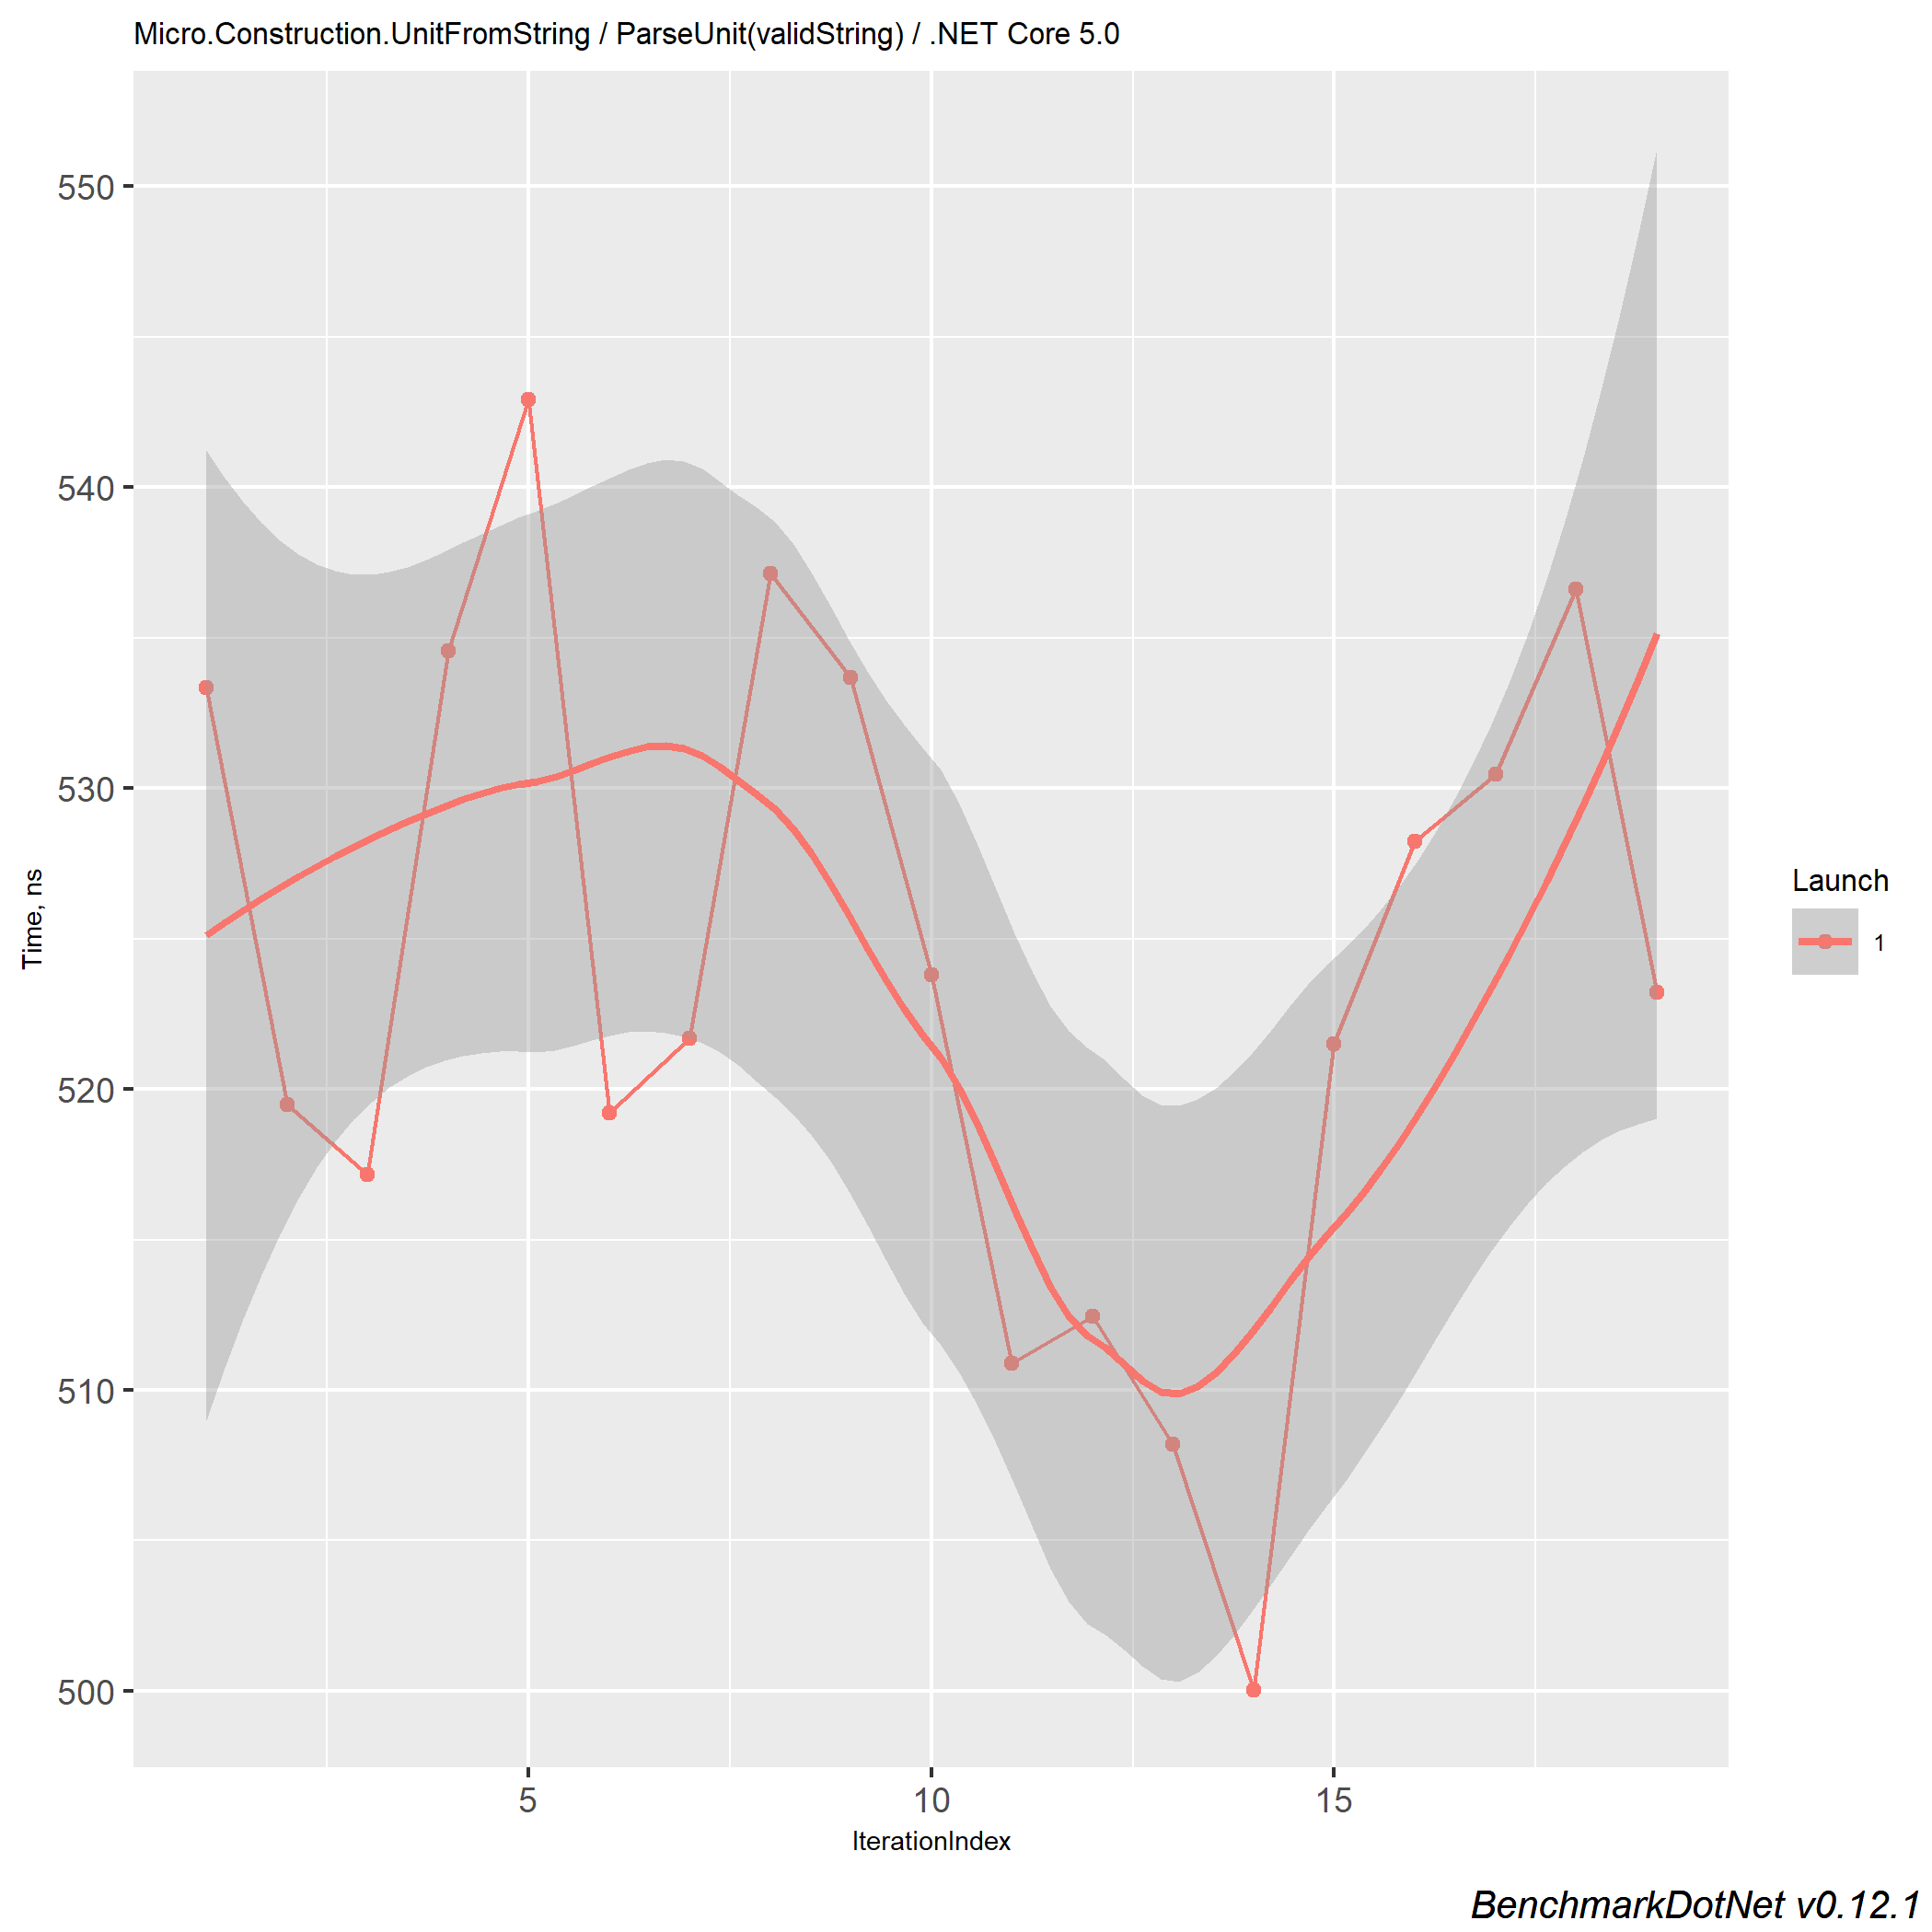 Micro.Construction.UnitFromString / ParseUnit(validString) / .NET Core 5.0
550
540
530
520
510
500
Time, ns
5 10 15
IterationIndex
Launch
1
BenchmarkDotNet v0.12.1